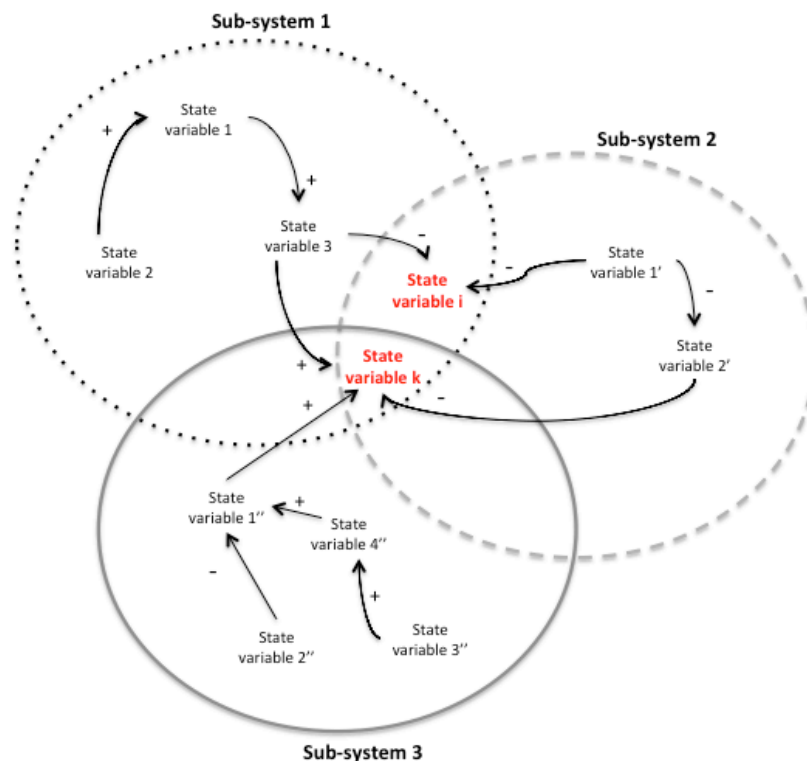 Sub-system 1
State
variable 1
+
+
Sub-system 2
State
variable 2
State
variable 3
-
State
variable i
-
State
variable 1′
-
State
variable 2′
State
variable k
+
+
-
State
variable 1′′
+
State
variable 4′′
-
+
State
variable 2′′
State
variable 3′′
Sub-system 3